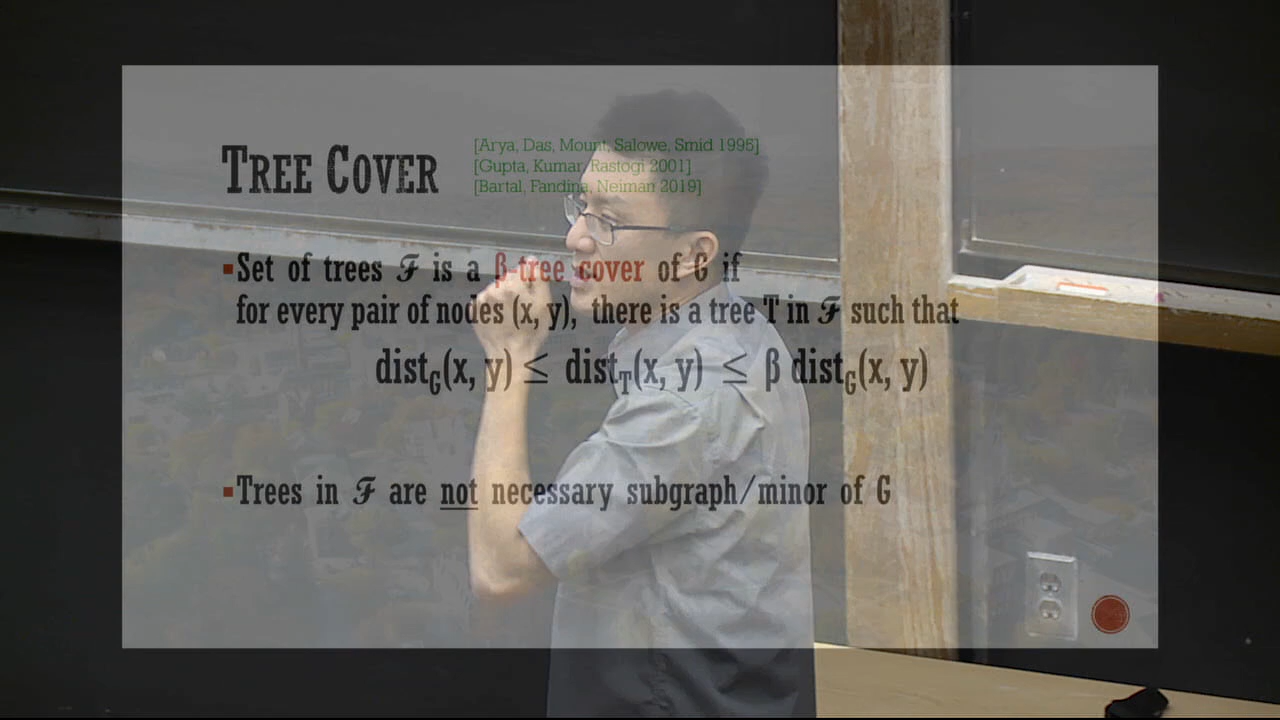 TREE COVER
[Arya, Das, Mount, Salowe, Smid 1995]
[Gupta, Kumar, Rastogi 2001]
[Bartal, Fandina, Neiman 2019]
▪Set of trees ℱ is a β-tree cover of G if
for every pair of nodes (x, y), there is a tree T in ℱ such that
dist_G(x, y) ≤ dist_T(x, y) ≤ β dist_G(x, y)
▪Trees in ℱ are not necessary subgraph/minor of G